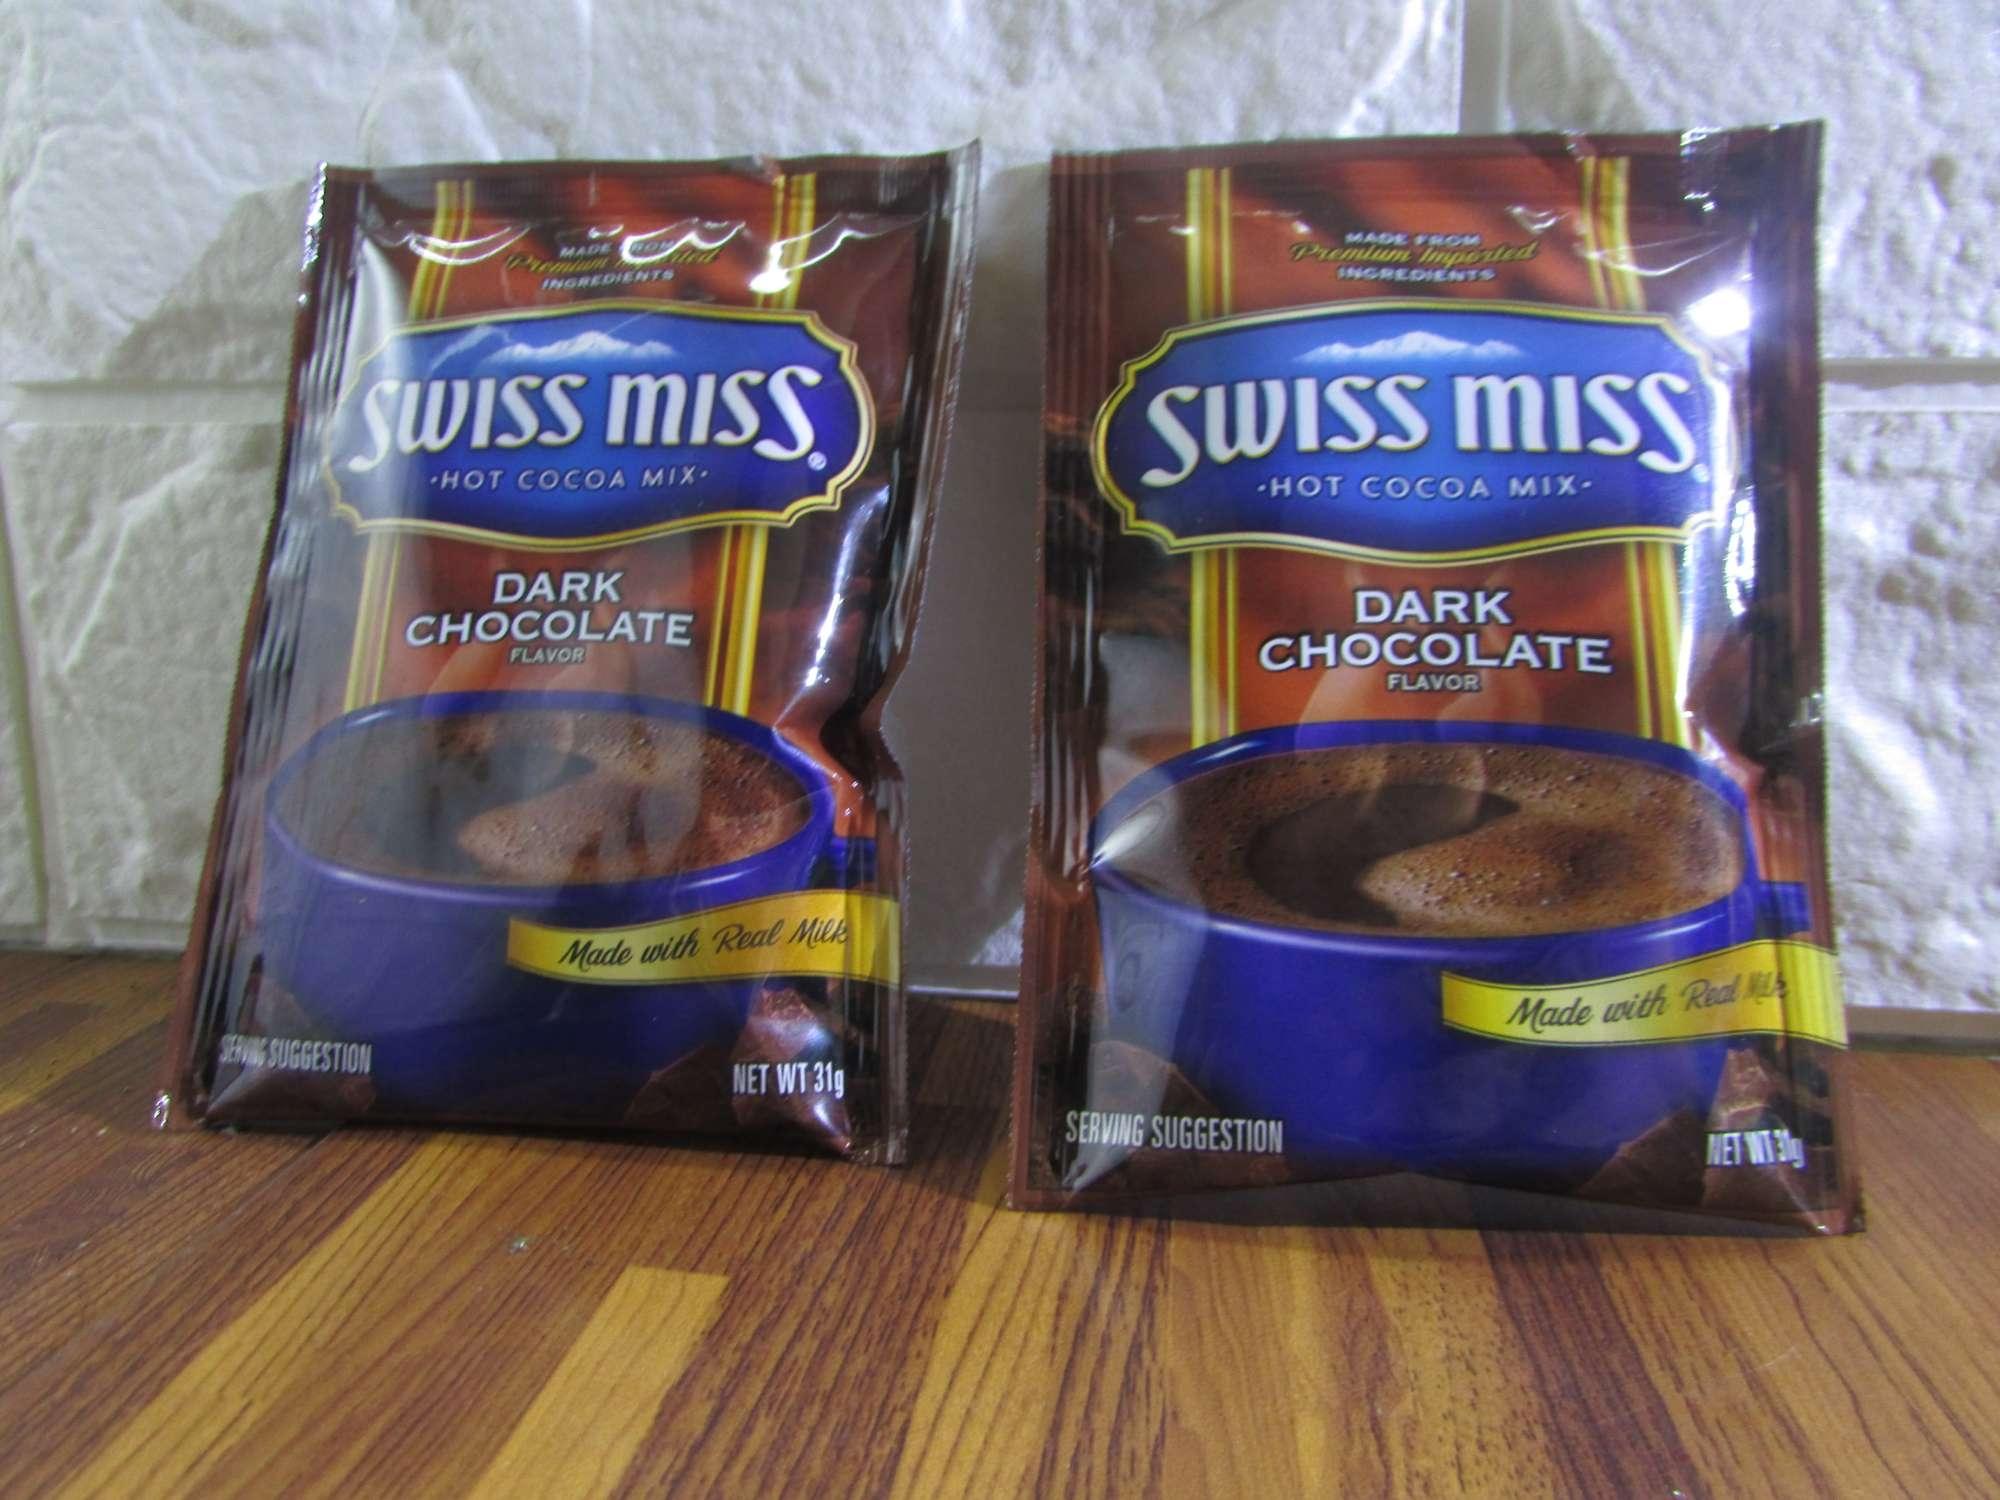 MADE FROM
Premium Imported
INGREDIENTS
SWISS MISS®
·HOT COCOA MIX·
DARK
CHOCOLATE
FLAVOR
Made with Real Milk
SERVING SUGGESTION
NET WT 31g
MADE FROM
Premium Imported
INGREDIENTS
SWISS MISS®
·HOT COCOA MIX·
DARK
CHOCOLATE
FLAVOR
Made with Real Milk
SERVING SUGGESTION
NET WT 31g